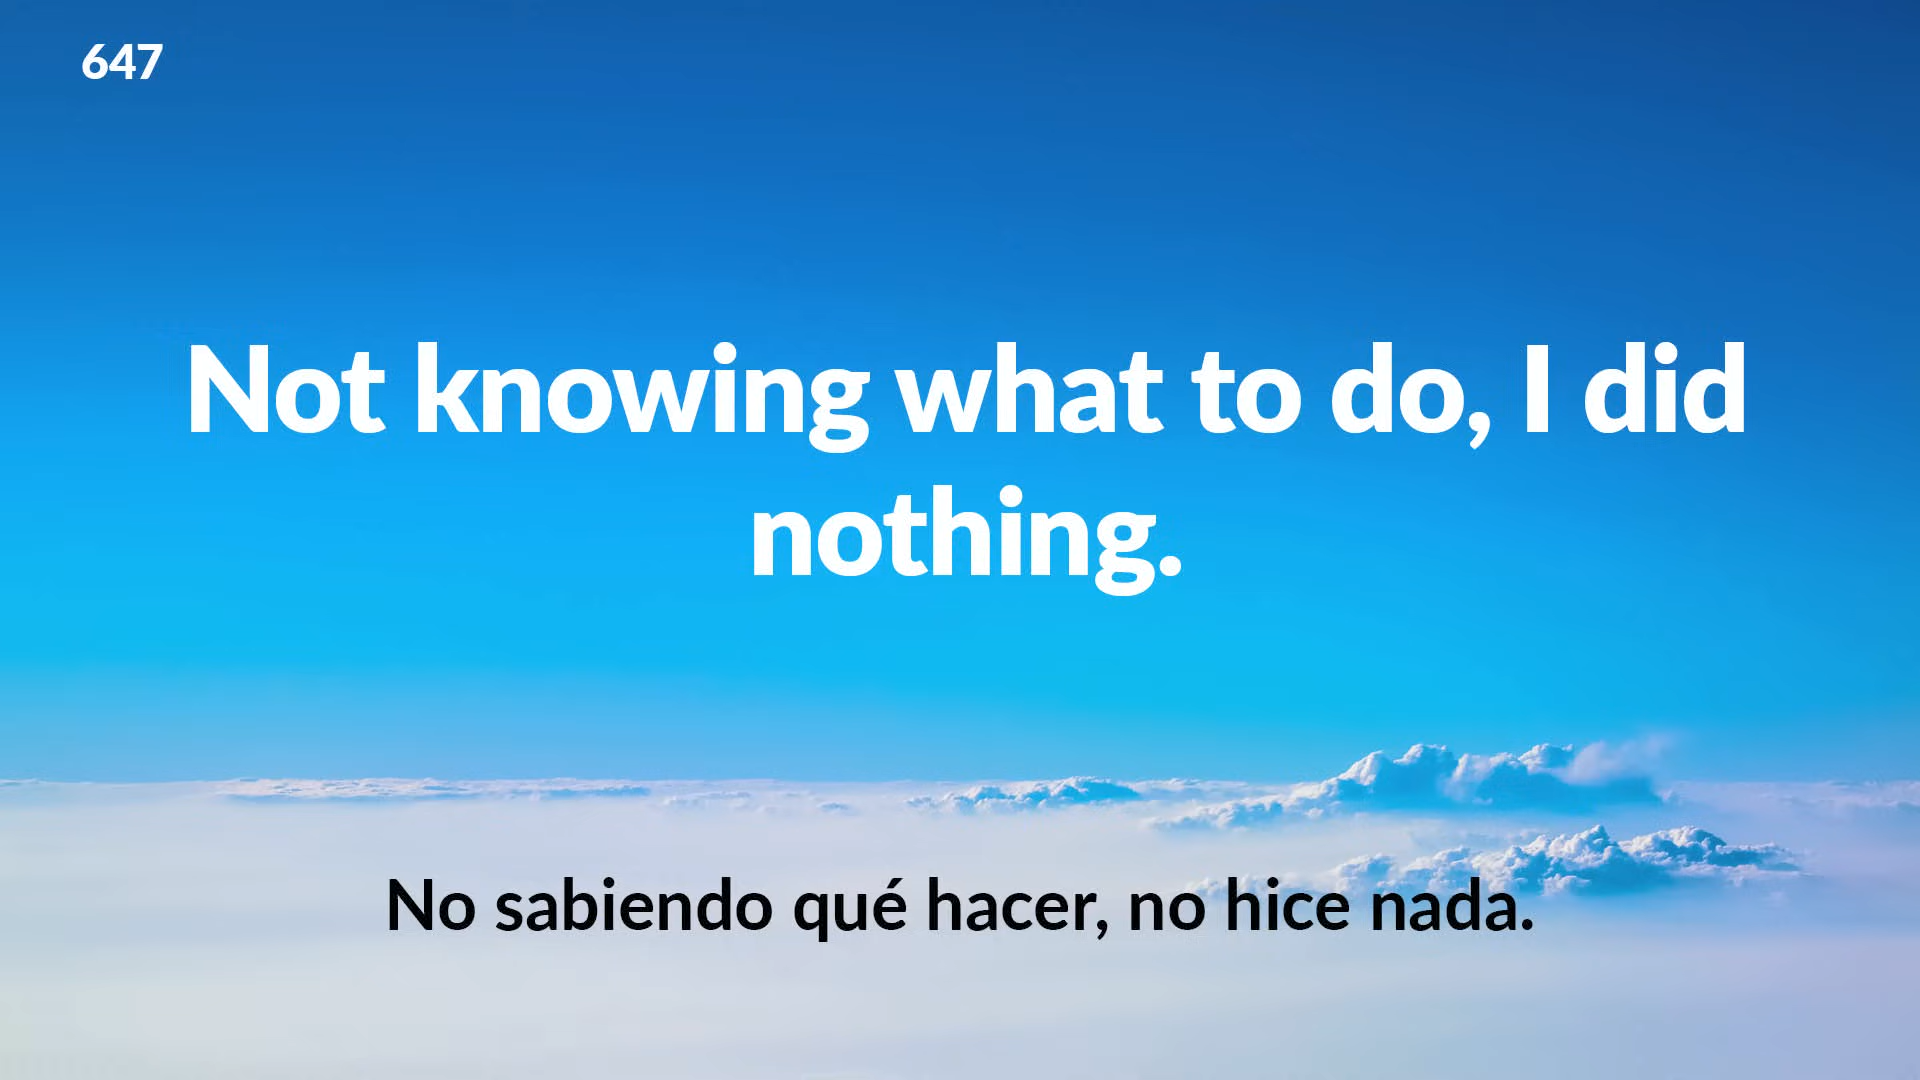 647
Not knowing what to do, I did
nothing.
No sabiendo qué hacer, no hice nada.